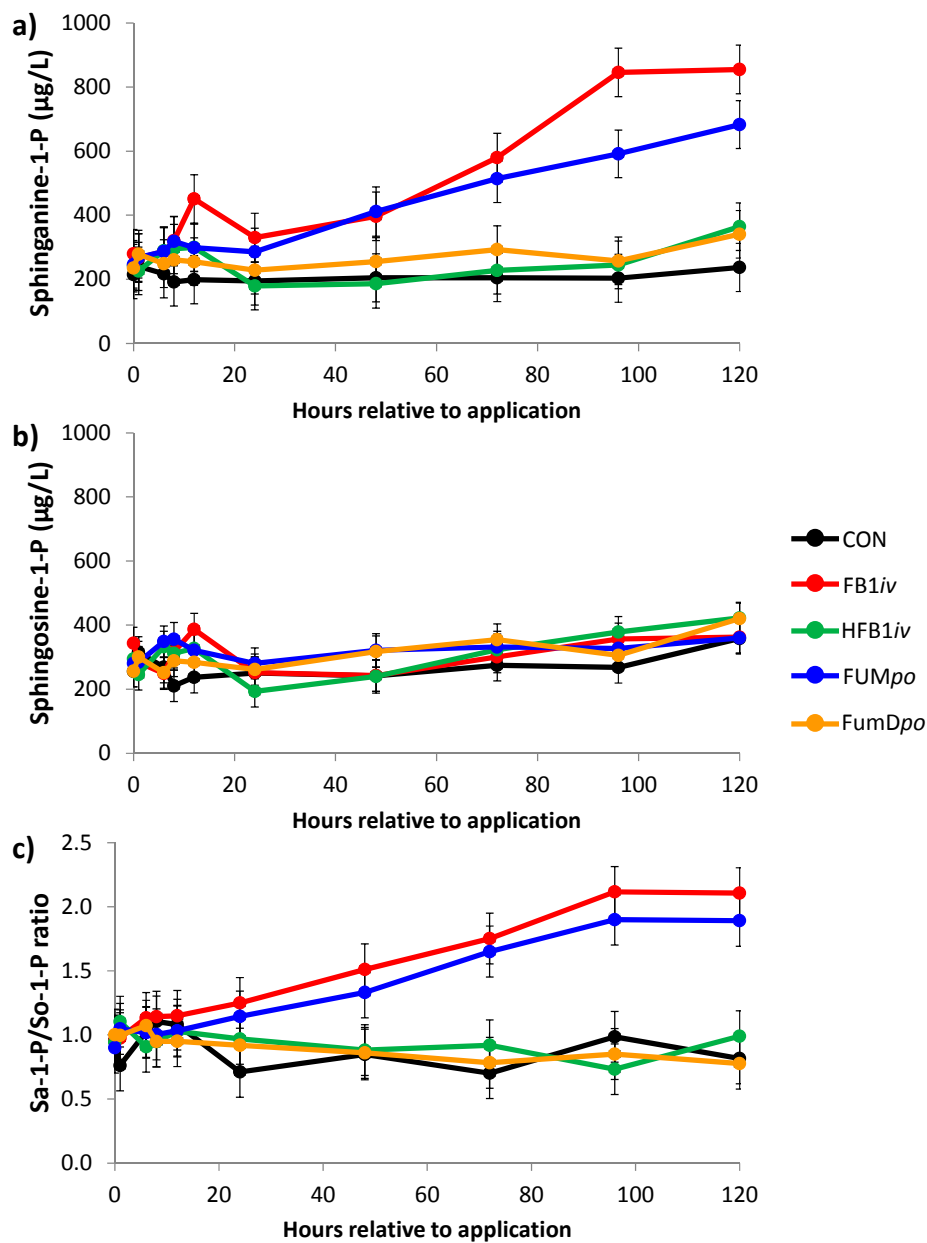 a)
Sphinganine-1-P (µg/L)
1000
800
600
400
200
0
0 20 40 60 80 100 120
Hours relative to application
b)
Sphingosine-1-P (µg/L)
1000
800
600
400
200
0
0 20 40 60 80 100 120
Hours relative to application
CON
FB1iv
HFB1iv
FUMpo
FumDpo
c)
Sa-1-P/So-1-P ratio
2.5
2.0
1.5
1.0
0.5
0.0
0 20 40 60 80 100 120
Hours relative to application